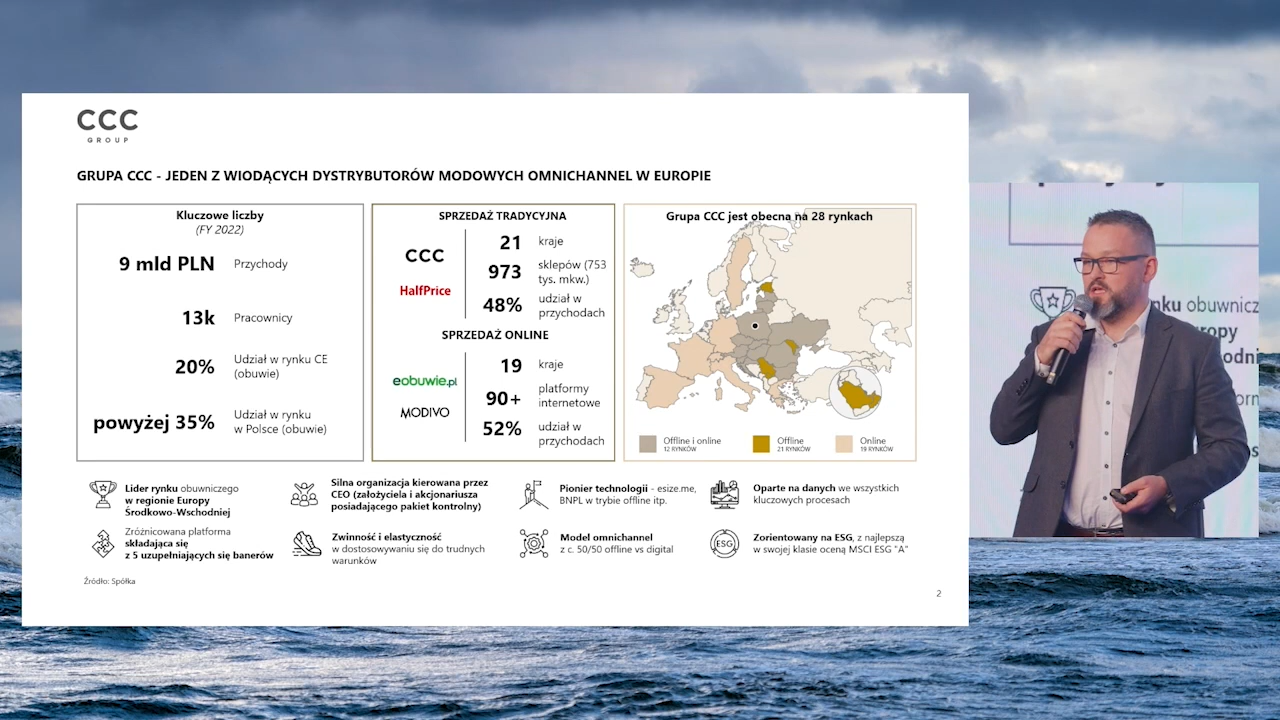 CCC
GROUP
GRUPA CCC - JEDEN Z WIODĄCYCH DYSTRYBUTORÓW MODOWYCH OMNICHANNEL W EUROPIE
Kluczowe liczby
(FY 2022)
9 mld PLN Przychody
13k Pracownicy
20% Udział w rynku CE
(obuwie)
powyżej 35% Udział w rynku
w Polsce (obuwie)
SPRZEDAŻ TRADYCYJNA
CCC
HalfPrice
21 kraje
973 sklepów (753
tys. mkw.)
48% udział w
przychodach
SPRZEDAŻ ONLINE
eobuwie.pl
MODIVO
19 kraje
90+ platformy
internetowe
52% udział w
przychodach
Grupa CCC jest obecna na 28 rynkach
Offline i online
12 RYNKÓW
Offline
21 RYNKÓW
Online
19 RYNKÓW
Lider rynku obuwniczego
w regionie Europy
Środkowo-Wschodniej
Silna organizacja kierowana przez
CEO (założyciela i akcjonariusza
posiadającego pakiet kontrolny)
Pionier technologii - esize.me,
BNPL w trybie offline itp.
Oparte na danych we wszystkich
kluczowych procesach
Zróżnicowana platforma
składająca się
z 5 uzupełniających się banerów
Zwinność i elastyczność
w dostosowywaniu się do trudnych
warunków
Model omnichannel
z c. 50/50 offline vs digital
ESG
Zorientowany na ESG, z najlepszą
w swojej klasie oceną MSCI ESG "A"
Źródło: Spółka
2